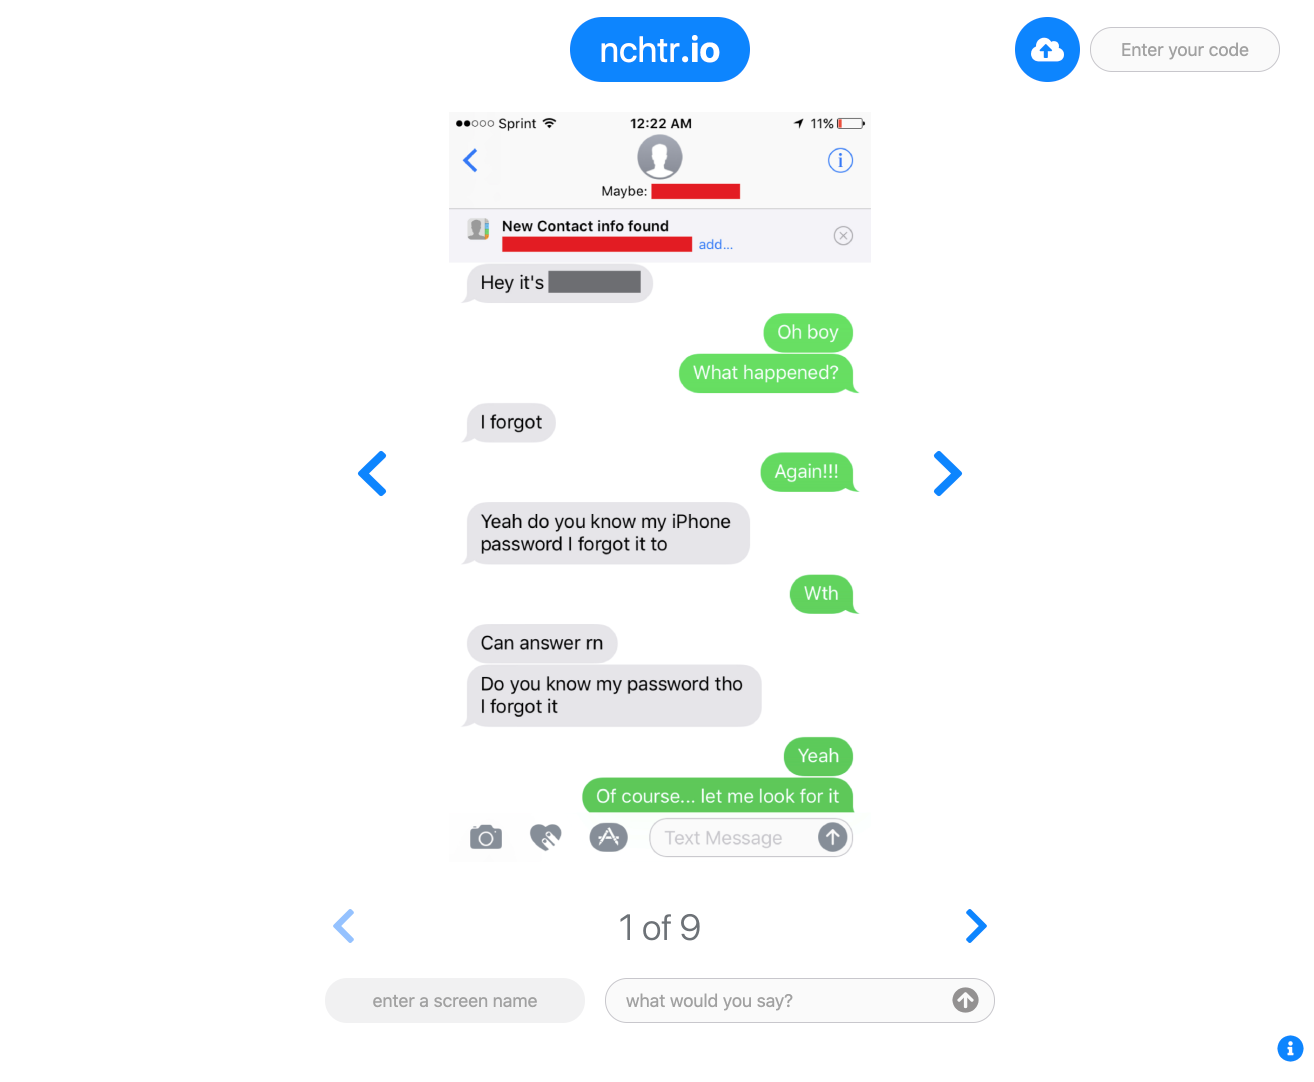 nchtr.io
Enter your code
Sprint 12:22 AM 11%
Maybe:
New Contact info found
add...
Hey it's
Oh boy
What happened?
I forgot
Again!!!
Yeah do you know my iPhone
password I forgot it to
Wth
Can answer rn
Do you know my password tho
I forgot it
Yeah
Of course... let me look for it
Text Message
1 of 9
enter a screen name
what would you say?